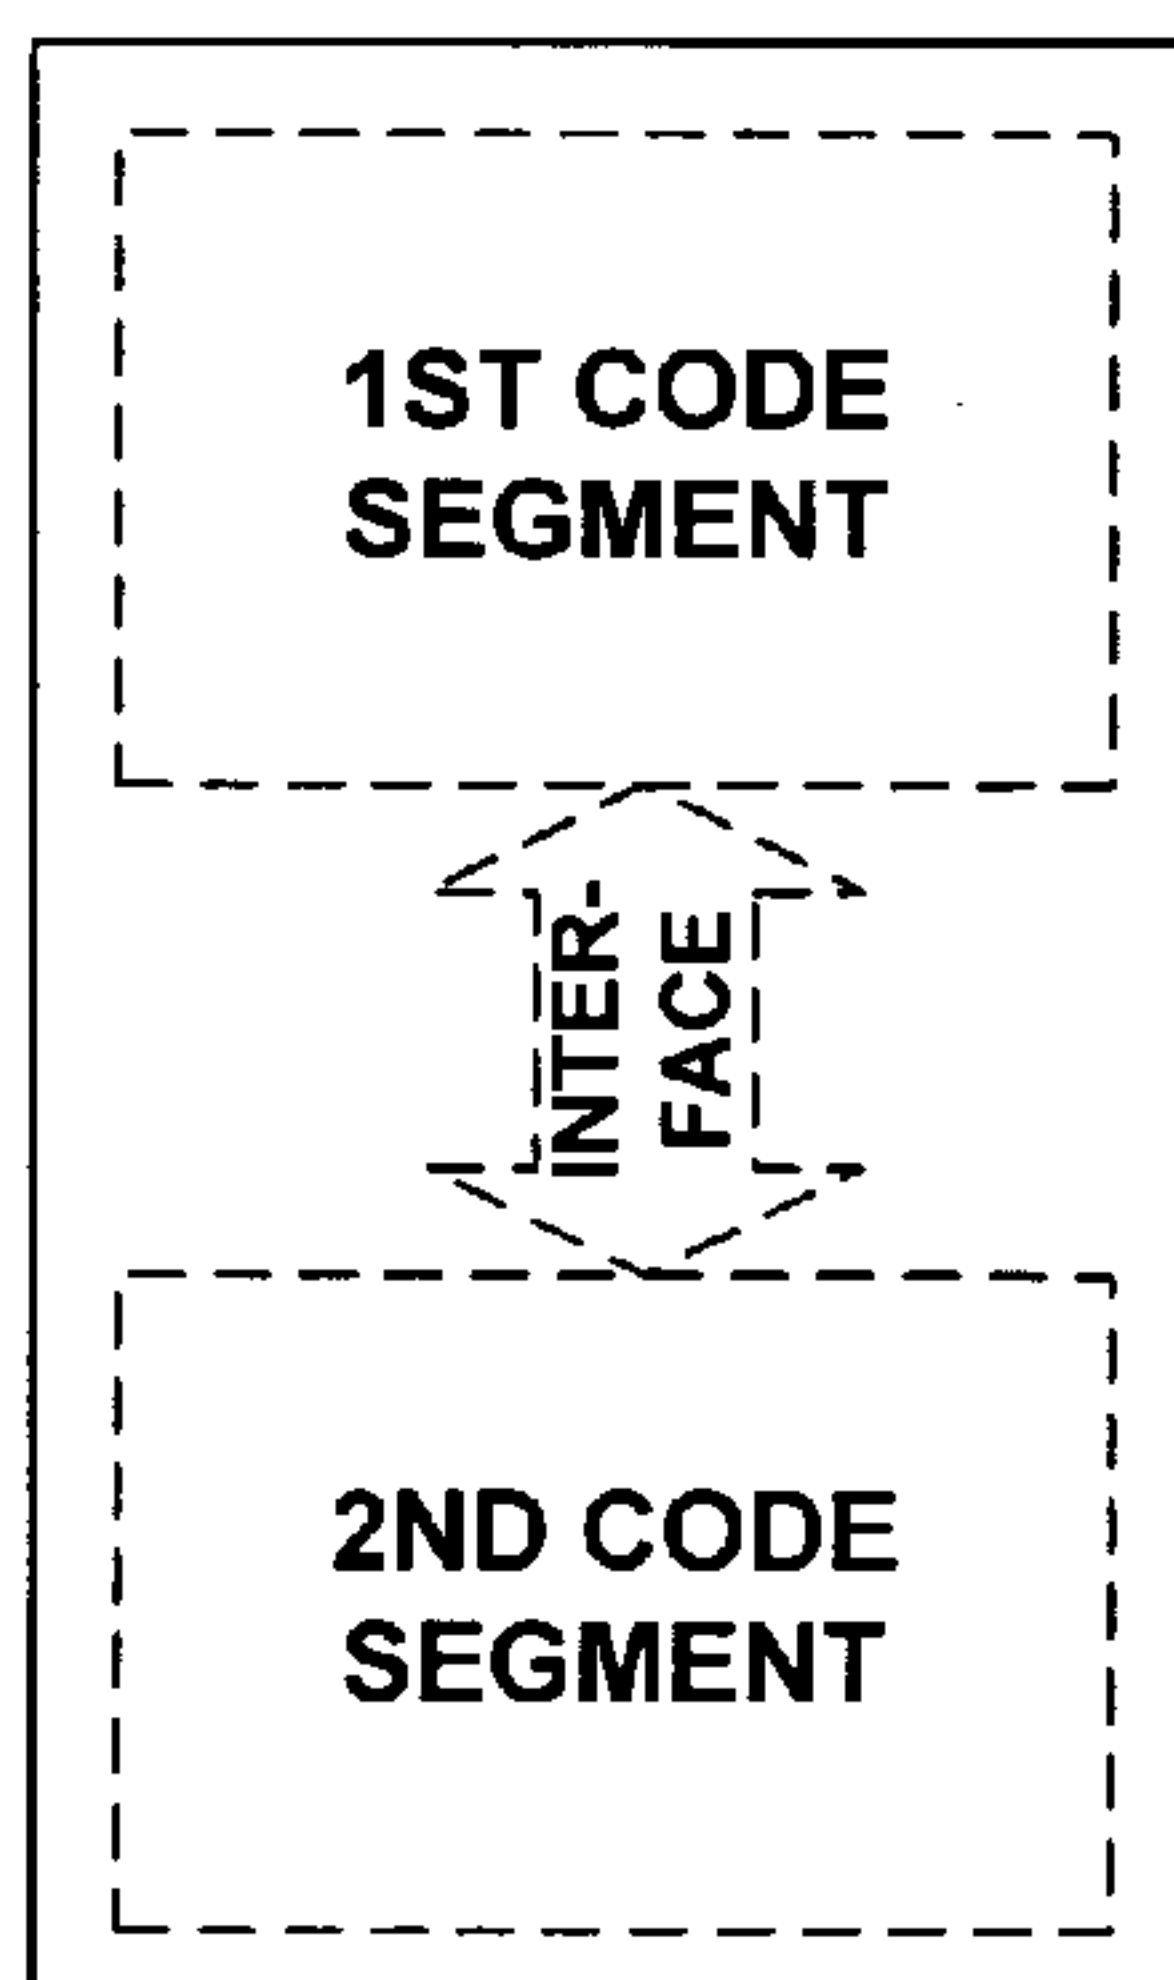 1ST CODE
SEGMENT
INTER-
FACE
2ND CODE
SEGMENT